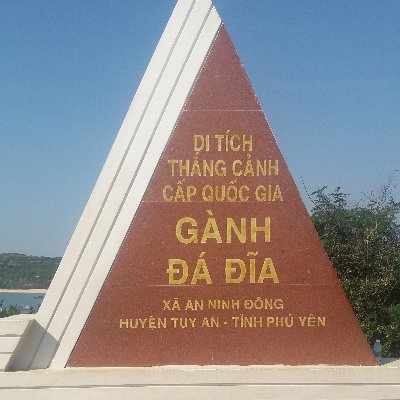 DI TÍCH
THẮNG CẢNH
CẤP QUỐC GIA
GÀNH
ĐÁ ĐĨA
XÃ AN NINH ĐÔNG
HUYỆN TUY AN - TỈNH PHÚ YÊN